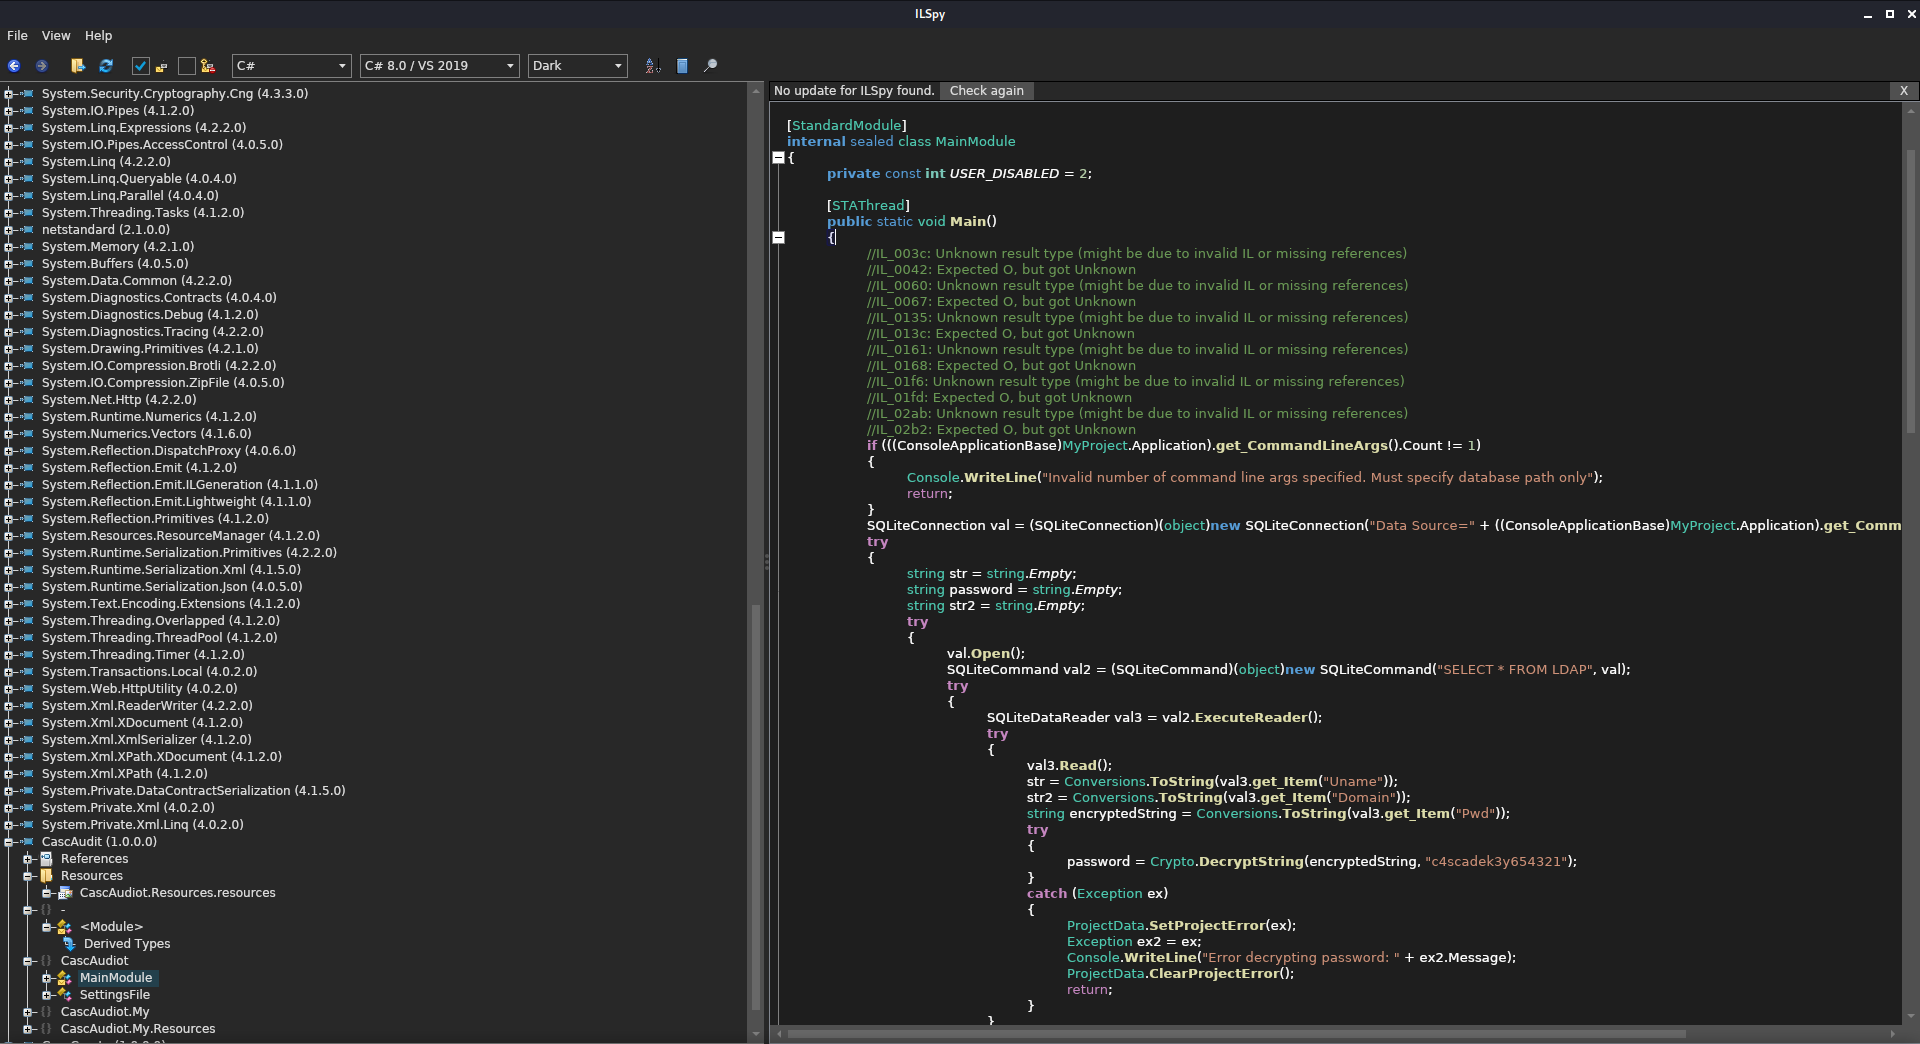 ILSpy
File View Help
C# C# 8.0 / VS 2019 Dark
System.Security.Cryptography.Cng (4.3.3.0)
System.IO.Pipes (4.1.2.0)
System.Linq.Expressions (4.2.2.0)
System.IO.Pipes.AccessControl (4.0.5.0)
System.Linq (4.2.2.0)
System.Linq.Queryable (4.0.4.0)
System.Linq.Parallel (4.0.4.0)
System.Threading.Tasks (4.1.2.0)
netstandard (2.1.0.0)
System.Memory (4.2.1.0)
System.Buffers (4.0.5.0)
System.Data.Common (4.2.2.0)
System.Diagnostics.Contracts (4.0.4.0)
System.Diagnostics.Debug (4.1.2.0)
System.Diagnostics.Tracing (4.2.2.0)
System.Drawing.Primitives (4.2.1.0)
System.IO.Compression.Brotli (4.2.2.0)
System.IO.Compression.ZipFile (4.0.5.0)
System.Net.Http (4.2.2.0)
System.Runtime.Numerics (4.1.2.0)
System.Numerics.Vectors (4.1.6.0)
System.Reflection.DispatchProxy (4.0.6.0)
System.Reflection.Emit (4.1.2.0)
System.Reflection.Emit.ILGeneration (4.1.1.0)
System.Reflection.Emit.Lightweight (4.1.1.0)
System.Reflection.Primitives (4.1.2.0)
System.Resources.ResourceManager (4.1.2.0)
System.Runtime.Serialization.Primitives (4.2.2.0)
System.Runtime.Serialization.Xml (4.1.5.0)
System.Runtime.Serialization.Json (4.0.5.0)
System.Text.Encoding.Extensions (4.1.2.0)
System.Threading.Overlapped (4.1.2.0)
System.Threading.ThreadPool (4.1.2.0)
System.Threading.Timer (4.1.2.0)
System.Transactions.Local (4.0.2.0)
System.Web.HttpUtility (4.0.2.0)
System.Xml.ReaderWriter (4.2.2.0)
System.Xml.XDocument (4.1.2.0)
System.Xml.XmlSerializer (4.1.2.0)
System.Xml.XPath.XDocument (4.1.2.0)
System.Xml.XPath (4.1.2.0)
System.Private.DataContractSerialization (4.1.5.0)
System.Private.Xml (4.0.2.0)
System.Private.Xml.Linq (4.0.2.0)
CascAudit (1.0.0.0)
References
Resources
CascAudiot.Resources.resources
-
<Module>
Derived Types
CascAudiot
MainModule
SettingsFile
CascAudiot.My
CascAudiot.My.Resources
No update for ILSpy found. Check again X
[StandardModule]
internal sealed class MainModule
{
private const int USER_DISABLED = 2;
[STAThread]
public static void Main()
{
//IL_003c: Unknown result type (might be due to invalid IL or missing references)
//IL_0042: Expected O, but got Unknown
//IL_0060: Unknown result type (might be due to invalid IL or missing references)
//IL_0067: Expected O, but got Unknown
//IL_0135: Unknown result type (might be due to invalid IL or missing references)
//IL_013c: Expected O, but got Unknown
//IL_0161: Unknown result type (might be due to invalid IL or missing references)
//IL_0168: Expected O, but got Unknown
//IL_01f6: Unknown result type (might be due to invalid IL or missing references)
//IL_01fd: Expected O, but got Unknown
//IL_02ab: Unknown result type (might be due to invalid IL or missing references)
//IL_02b2: Expected O, but got Unknown
if (((ConsoleApplicationBase)MyProject.Application).get_CommandLineArgs().Count != 1)
{
Console.WriteLine("Invalid number of command line args specified. Must specify database path only");
return;
}
SQLiteConnection val = (SQLiteConnection)(object)new SQLiteConnection("Data Source=" + ((ConsoleApplicationBase)MyProject.Application).get_Comm
try
{
string str = string.Empty;
string password = string.Empty;
string str2 = string.Empty;
try
{
val.Open();
SQLiteCommand val2 = (SQLiteCommand)(object)new SQLiteCommand("SELECT * FROM LDAP", val);
try
{
SQLiteDataReader val3 = val2.ExecuteReader();
try
{
val3.Read();
str = Conversions.ToString(val3.get_Item("Uname"));
str2 = Conversions.ToString(val3.get_Item("Domain"));
string encryptedString = Conversions.ToString(val3.get_Item("Pwd"));
try
{
password = Crypto.DecryptString(encryptedString, "c4scadek3y654321");
}
catch (Exception ex)
{
ProjectData.SetProjectError(ex);
Exception ex2 = ex;
Console.WriteLine("Error decrypting password: " + ex2.Message);
ProjectData.ClearProjectError();
return;
}
}